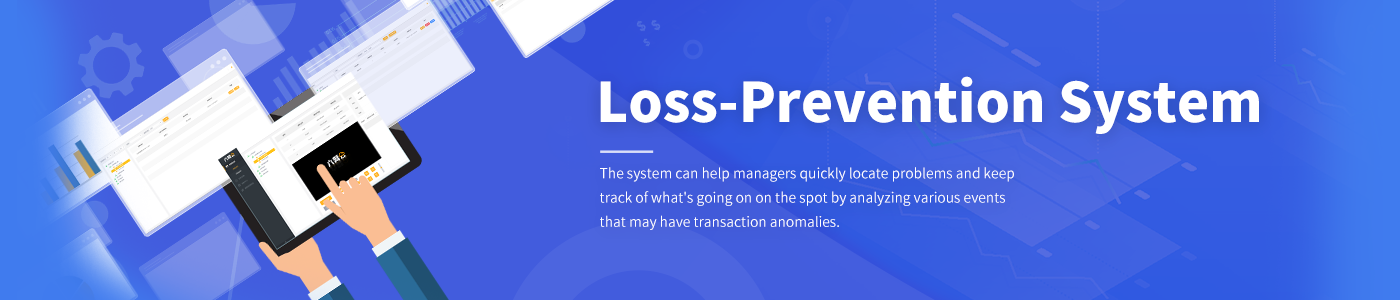 Loss-Prevention System
The system can help managers quickly locate problems and keep
track of what's going on on the spot by analyzing various events
that may have transaction anomalies.